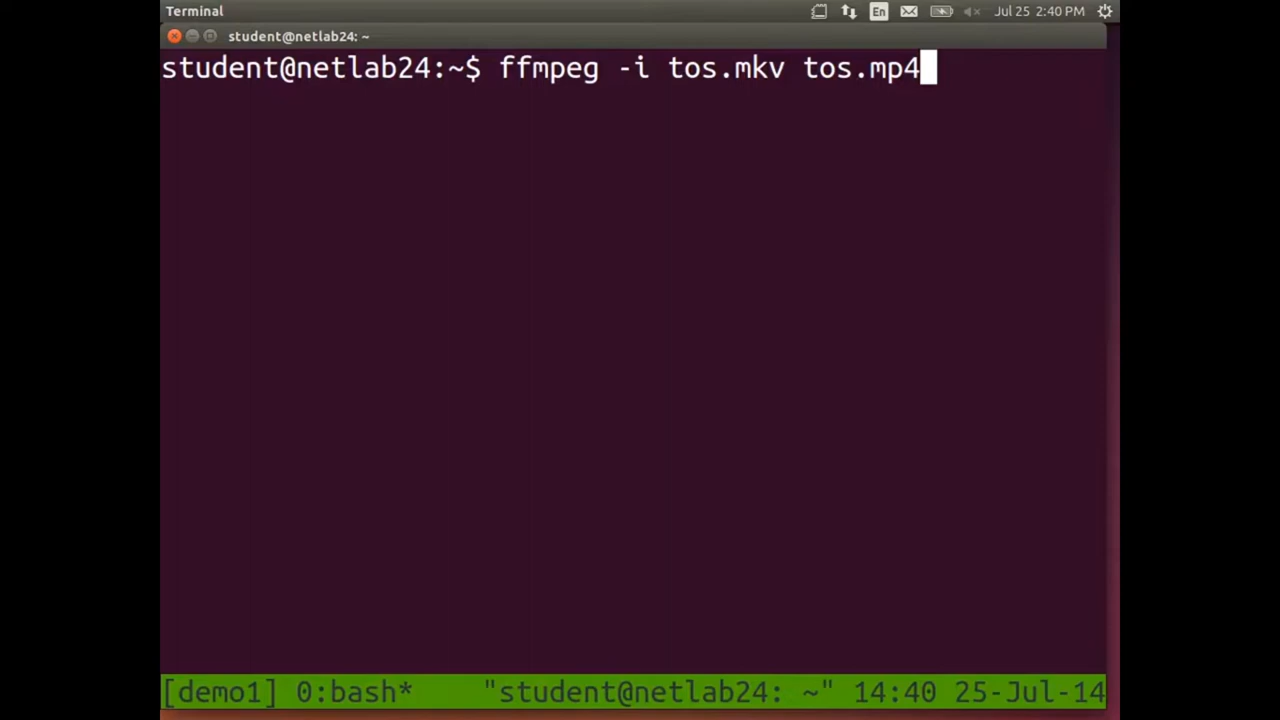 Terminal
En
Jul 25 2:40 PM
student@netlab24: ~
student@netlab24:~$ ffmpeg -i tos.mkv tos.mp4
[demo1] 0:bash* "student@netlab24: ~" 14:40 25-Jul-14